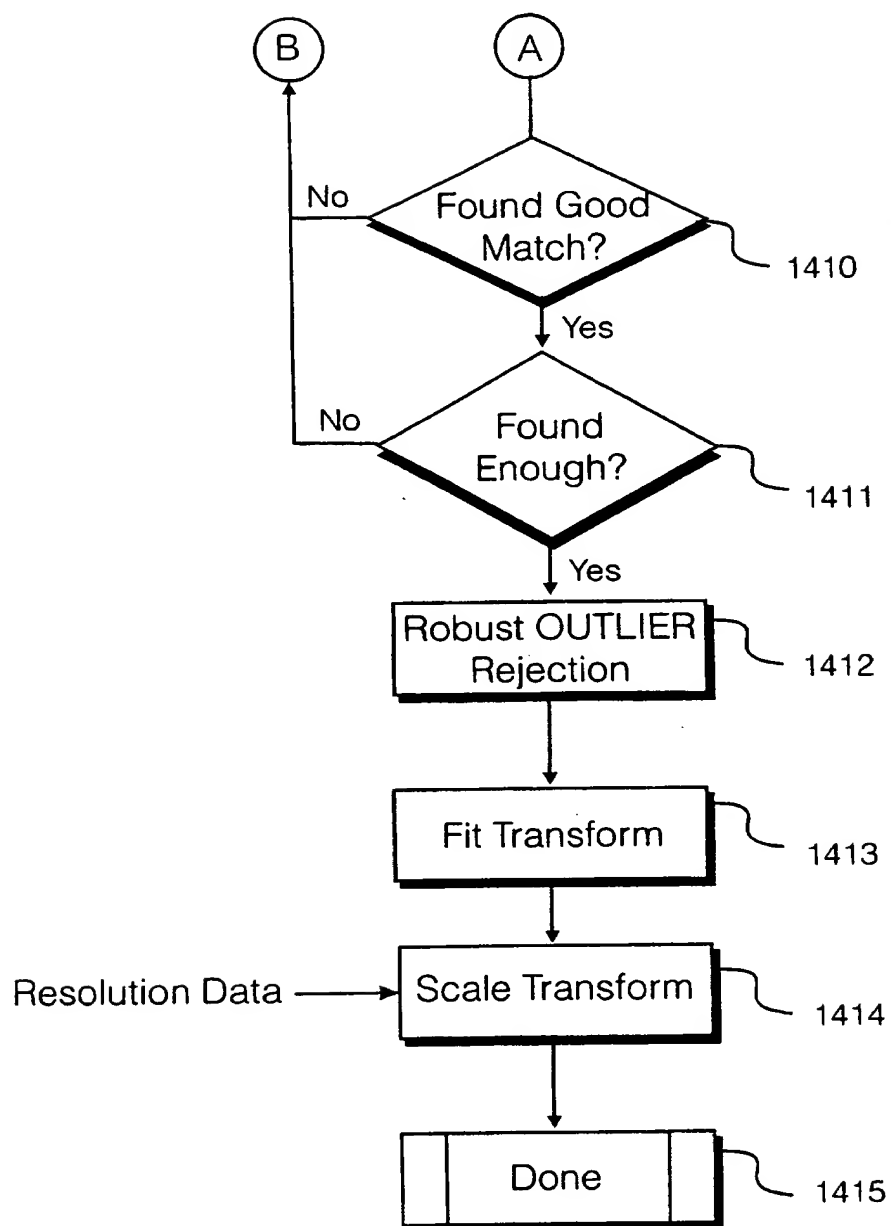 B
A
No
Found Good
Match?
1410
Yes
No
Found
Enough?
1411
Yes
Robust OUTLIER
Rejection
1412
Fit Transform
1413
Resolution Data
Scale Transform
1414
Done
1415